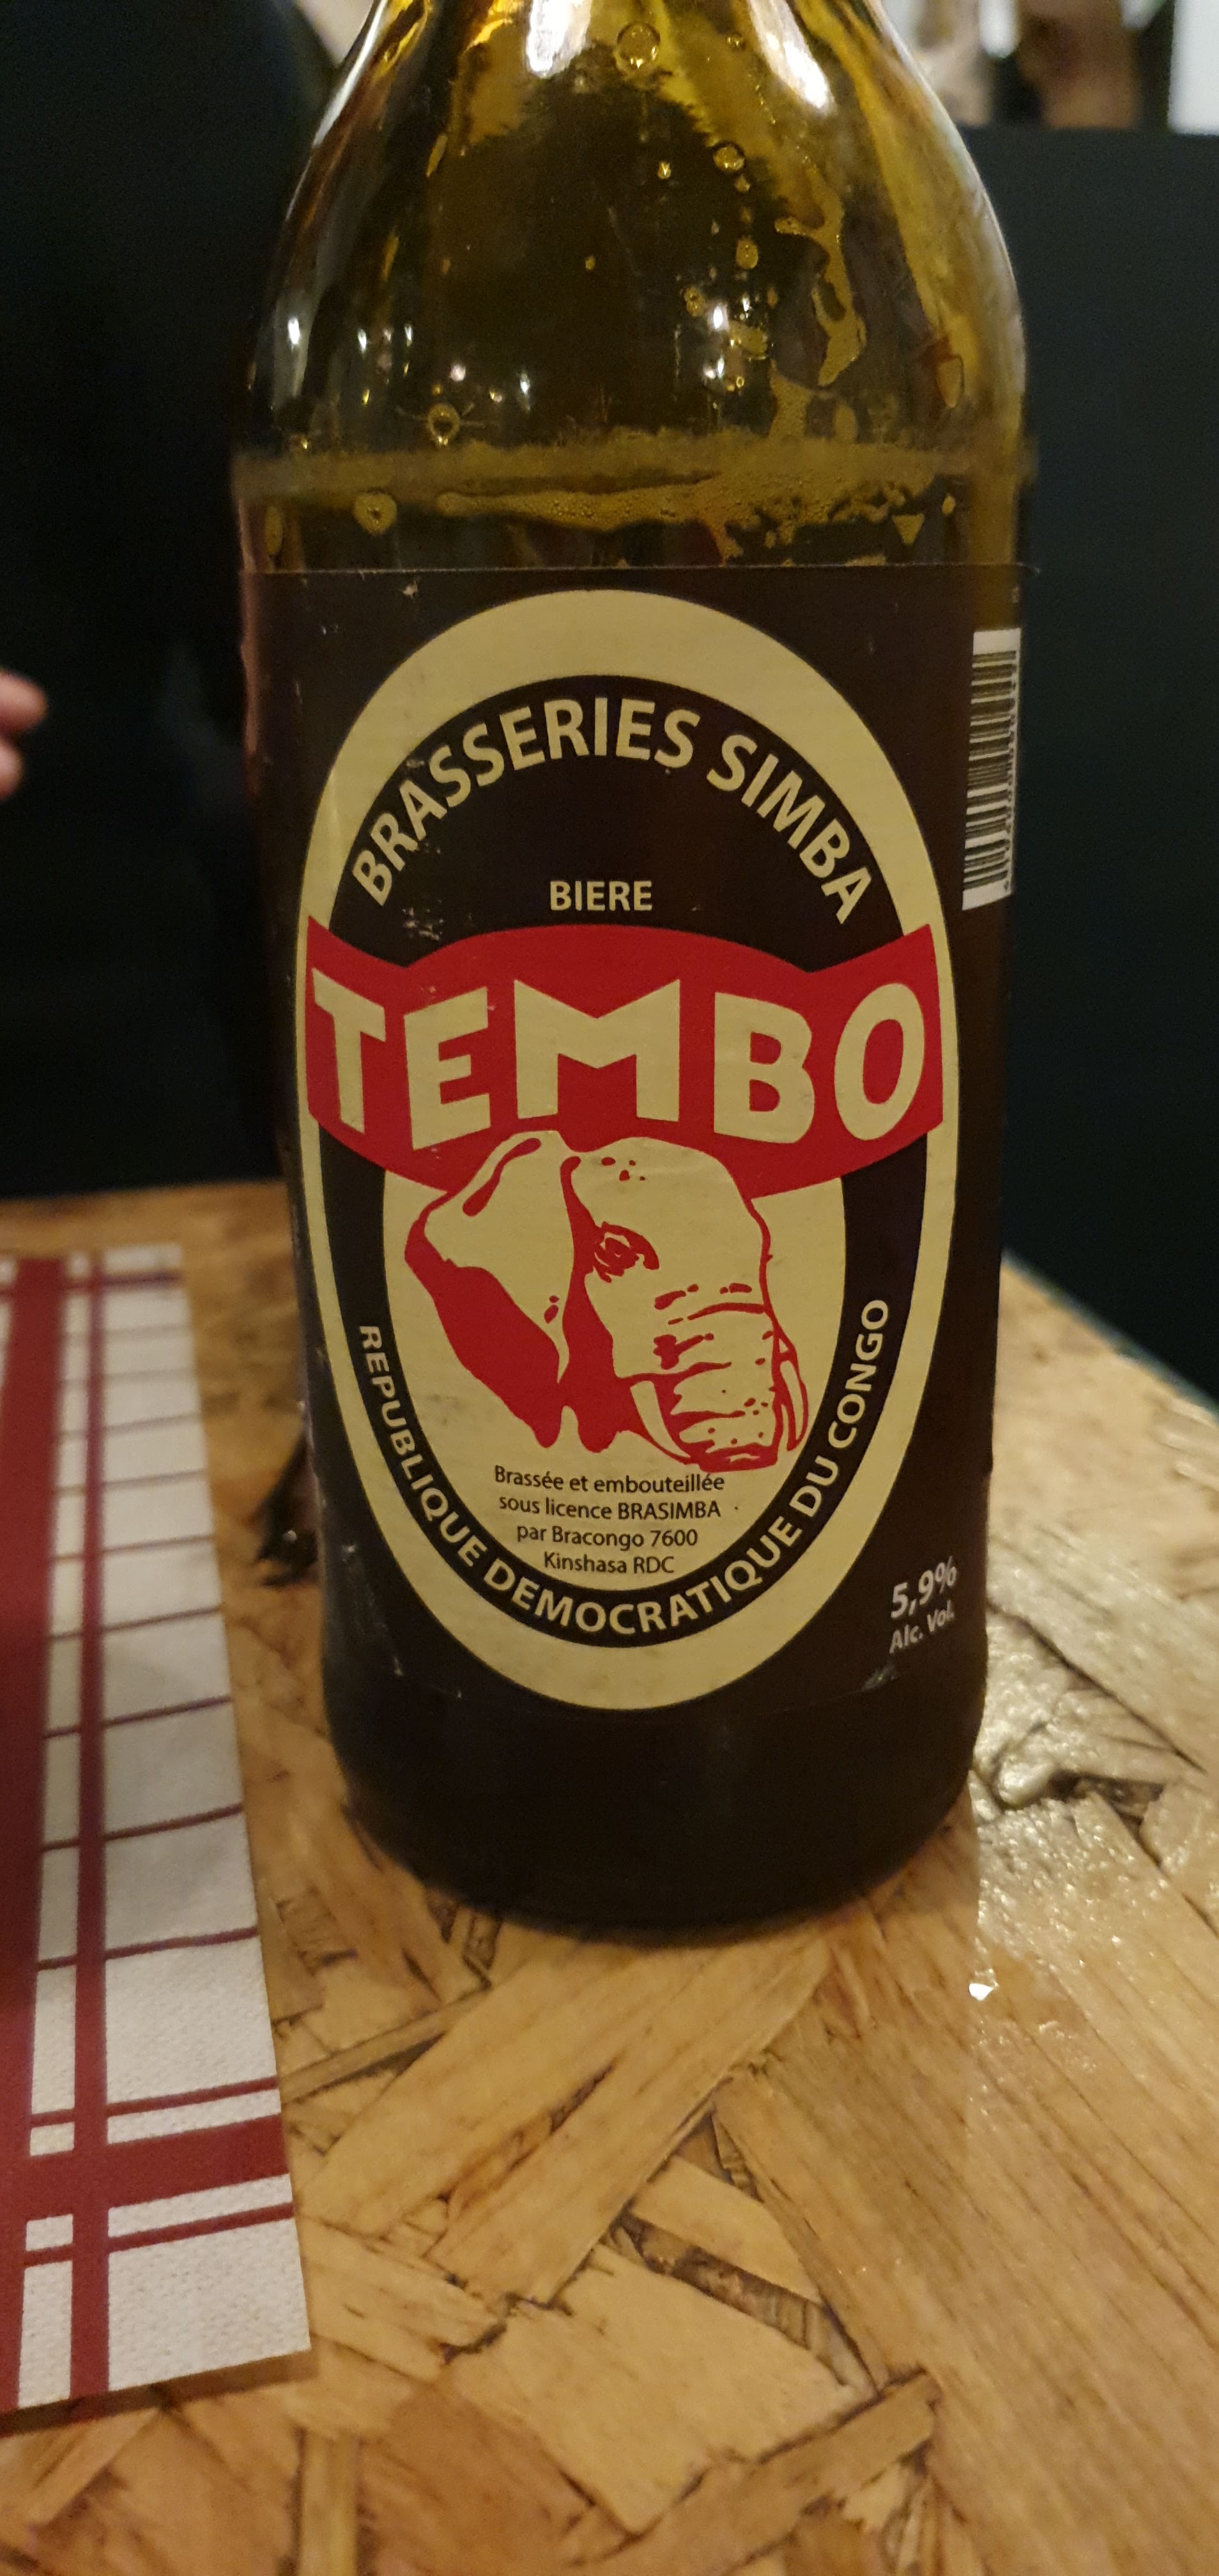 BRASSERIES SIMBA
BIERE
TEMBO
Brassée et embouteillée
sous licence BRASIMBA
par Bracongo 7600
Kinshasa RDC
REPUBLIQUE DEMOCRATIQUE DU CONGO
5,9%
Alc. Vol.